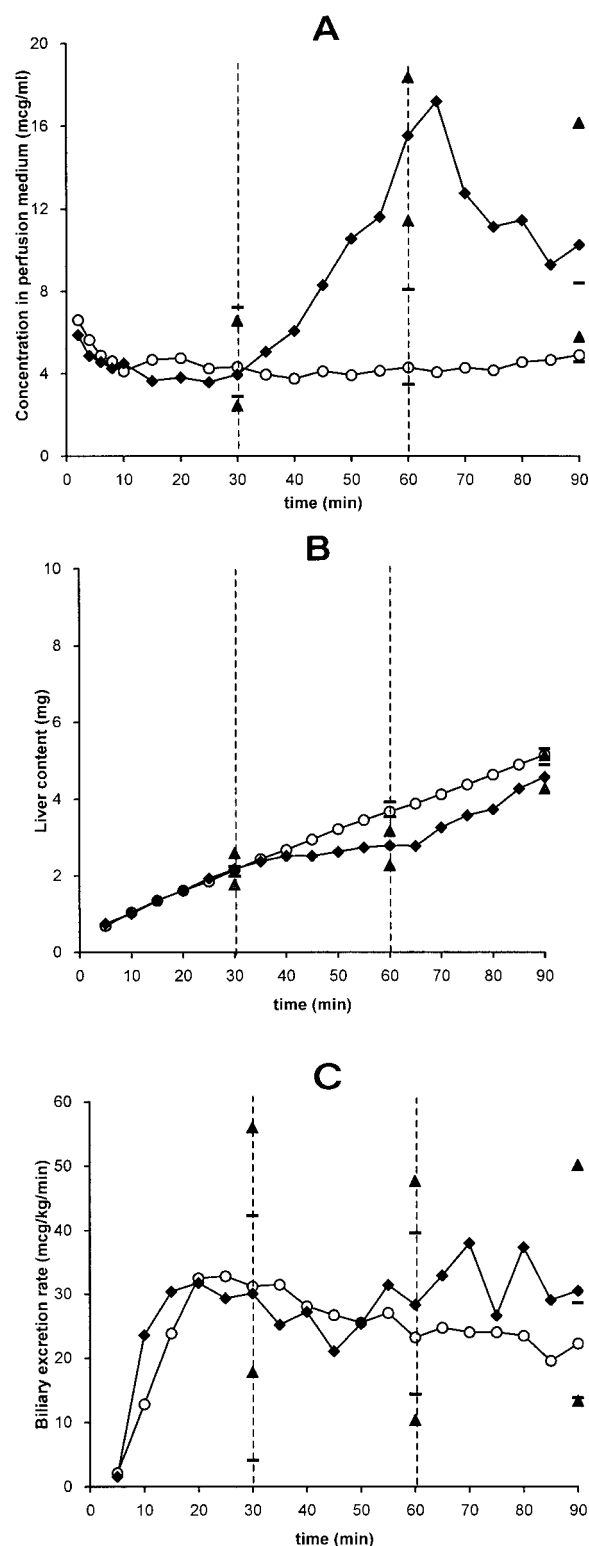 A
Concentration in perfusion medium (mcg/ml)
20
16
12
8
4
0
0 10 20 30 40 50 60 70 80 90
time (min)
B
Liver content (mg)
10
8
6
4
2
0
0 10 20 30 40 50 60 70 80 90
time (min)
C
Biliary excretion rate (mcg/kg/min)
60
50
40
30
20
10
0
0 10 20 30 40 50 60 70 80 90
time (min)